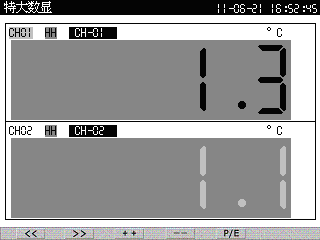 特大数显 11-06-21 16:52:45
CH01 HH CH-01 °C
1.3
CH02 HH CH-02 °C
1.1
<< >> ++ -- P/E